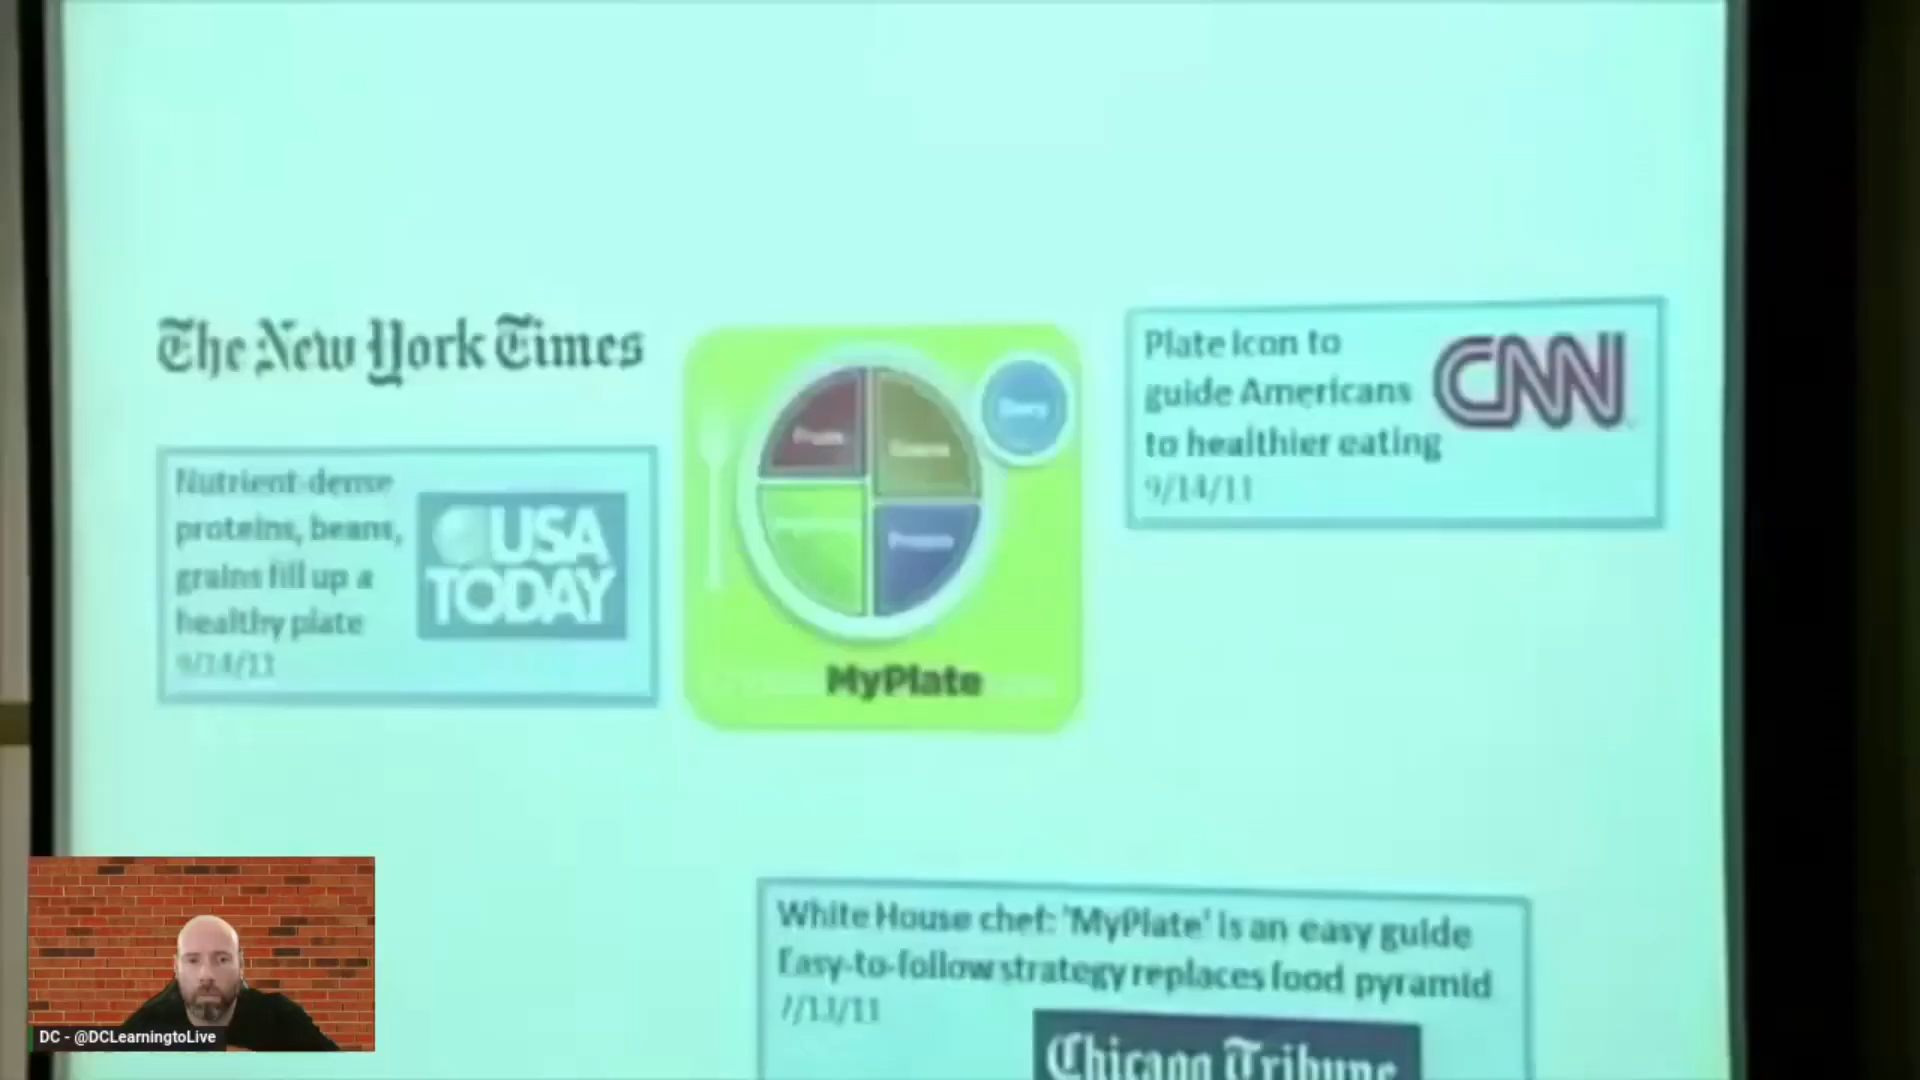 The New York Times
Nutrient-dense
proteins, beans,
grains fill up a
healthy plate
9/14/11
USA
TODAY
Fruits
Grains
Dairy
Protein
MyPlate
Plate icon to
guide Americans
to healthier eating
9/14/11
CNN
White House chef: 'MyPlate' is an easy guide
Easy-to-follow strategy replaces food pyramid
7/13/11
Chicago Tribune
DC - @DCLearningtoLive